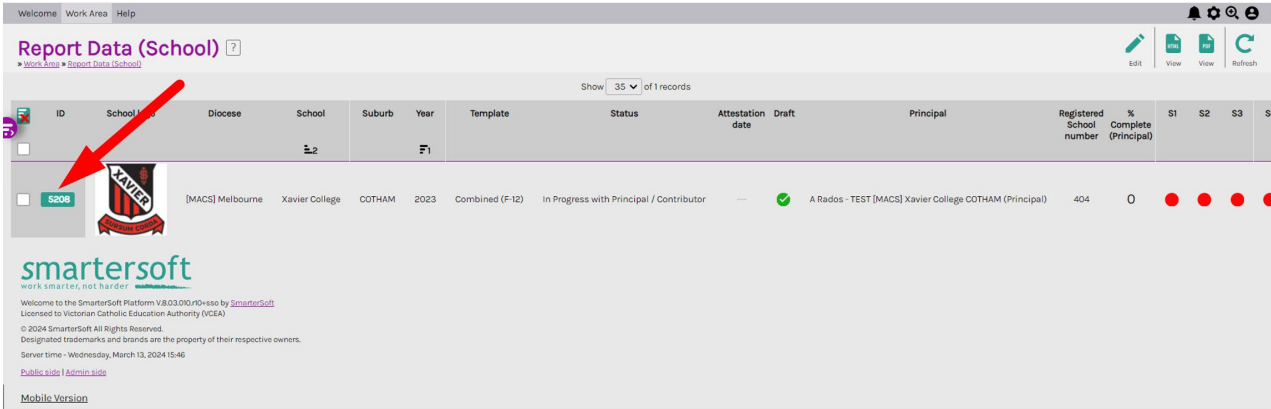 Welcome Work Area Help
Report Data (School) ?
» Work Area » Report Data (School)
Edit
HTML
View
PDF
View
Refresh
Show 35 of 1 records
ID School Diocese School Suburb Year Template Status Attestation date Draft Principal Registered School number % Complete (Principal) S1 S2 S3 S
2 1
5208 [MACS] Melbourne Xavier College COTHAM 2023 Combined (F-12) In Progress with Principal / Contributor — A Rados - TEST [MACS] Xavier College COTHAM (Principal) 404 0
XAVIER
SURSUM CORDA
smartersoft
work smarter, not harder
Welcome to the SmarterSoft Platform V.8.03.010.r10+sso by SmarterSoft
Licensed to Victorian Catholic Education Authority (VCEA)
© 2024 SmarterSoft All Rights Reserved.
Designated trademarks and brands are the property of their respective owners.
Server time - Wednesday, March 13, 2024 15:46
Public side | Admin side
Mobile Version